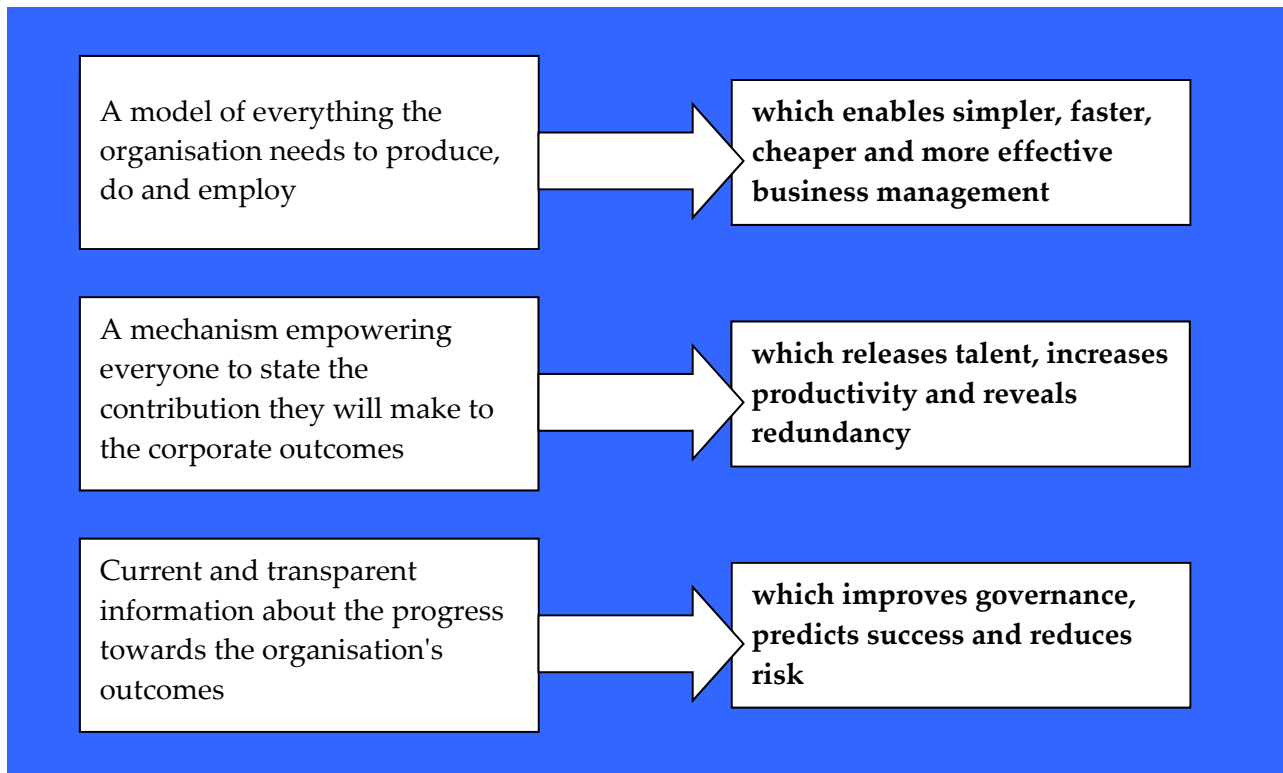 A model of everything the
organisation needs to produce,
do and employ
which enables simpler, faster,
cheaper and more effective
business management
A mechanism empowering
everyone to state the
contribution they will make to
the corporate outcomes
which releases talent, increases
productivity and reveals
redundancy
Current and transparent
information about the progress
towards the organisation's
outcomes
which improves governance,
predicts success and reduces
risk